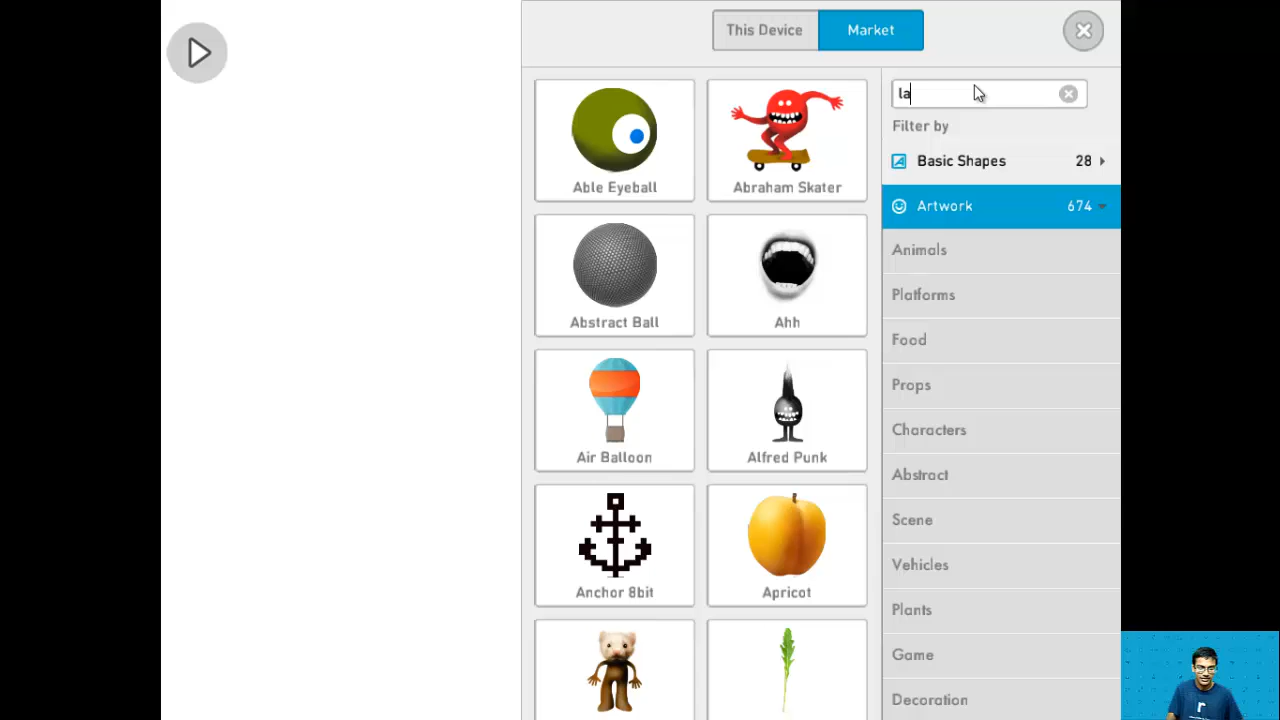 This Device
Market
la
Filter by
Basic Shapes 28
Artwork 674
Animals
Platforms
Food
Props
Characters
Abstract
Scene
Vehicles
Plants
Game
Decoration
Able Eyeball
Abraham Skater
Abstract Ball
Ahh
Air Balloon
Alfred Punk
Anchor 8bit
Apricot
r